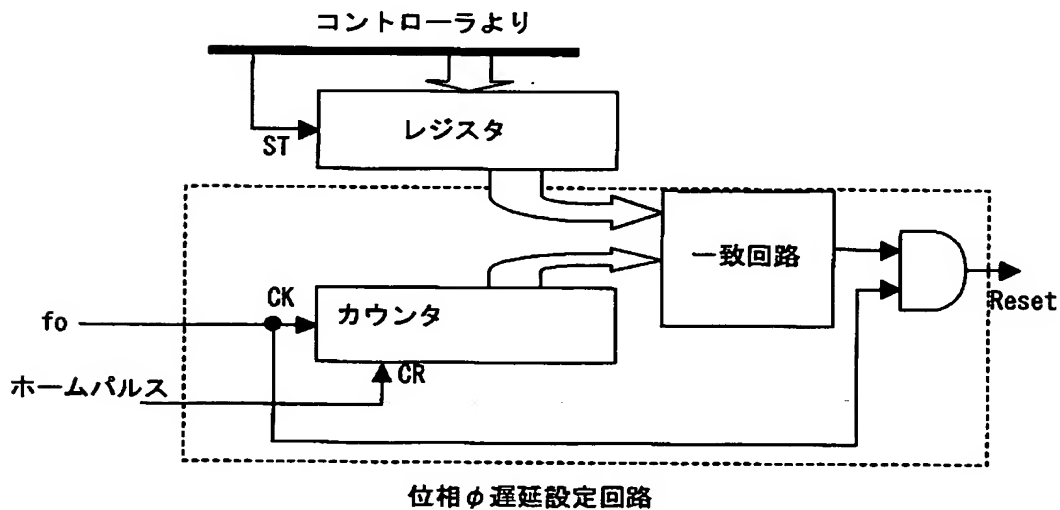 コントローラより
レジスタ
ST
一致回路
CK
カウンタ
fo
Reset
CR
ホームパルス
位相φ遅延設定回路